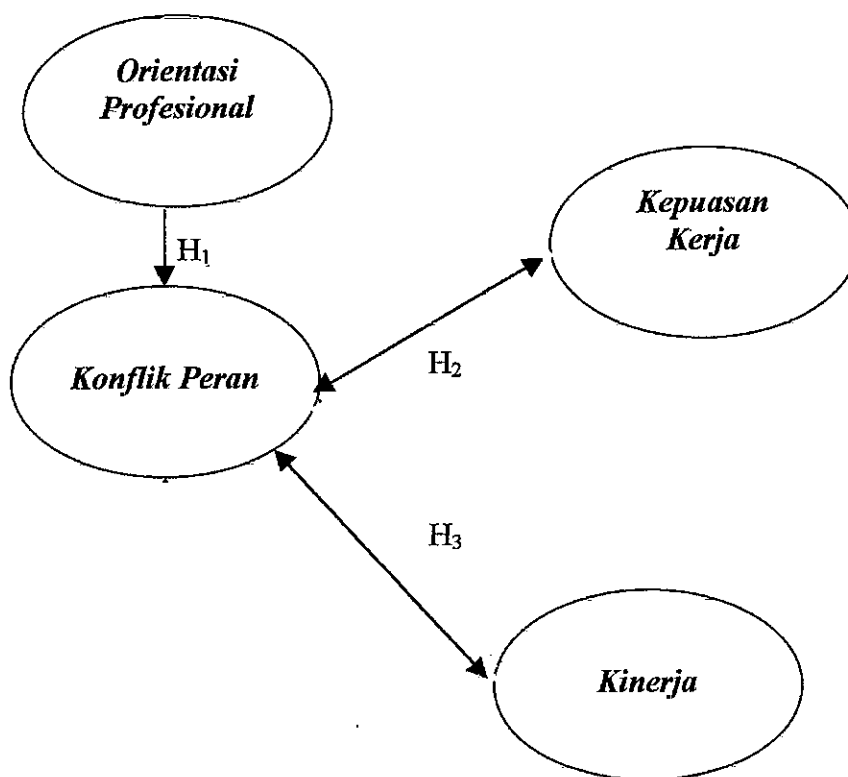 Orientasi
Profesional
H₁
Kepuasan
Kerja
Konflik Peran
H₂
H₃
Kinerja